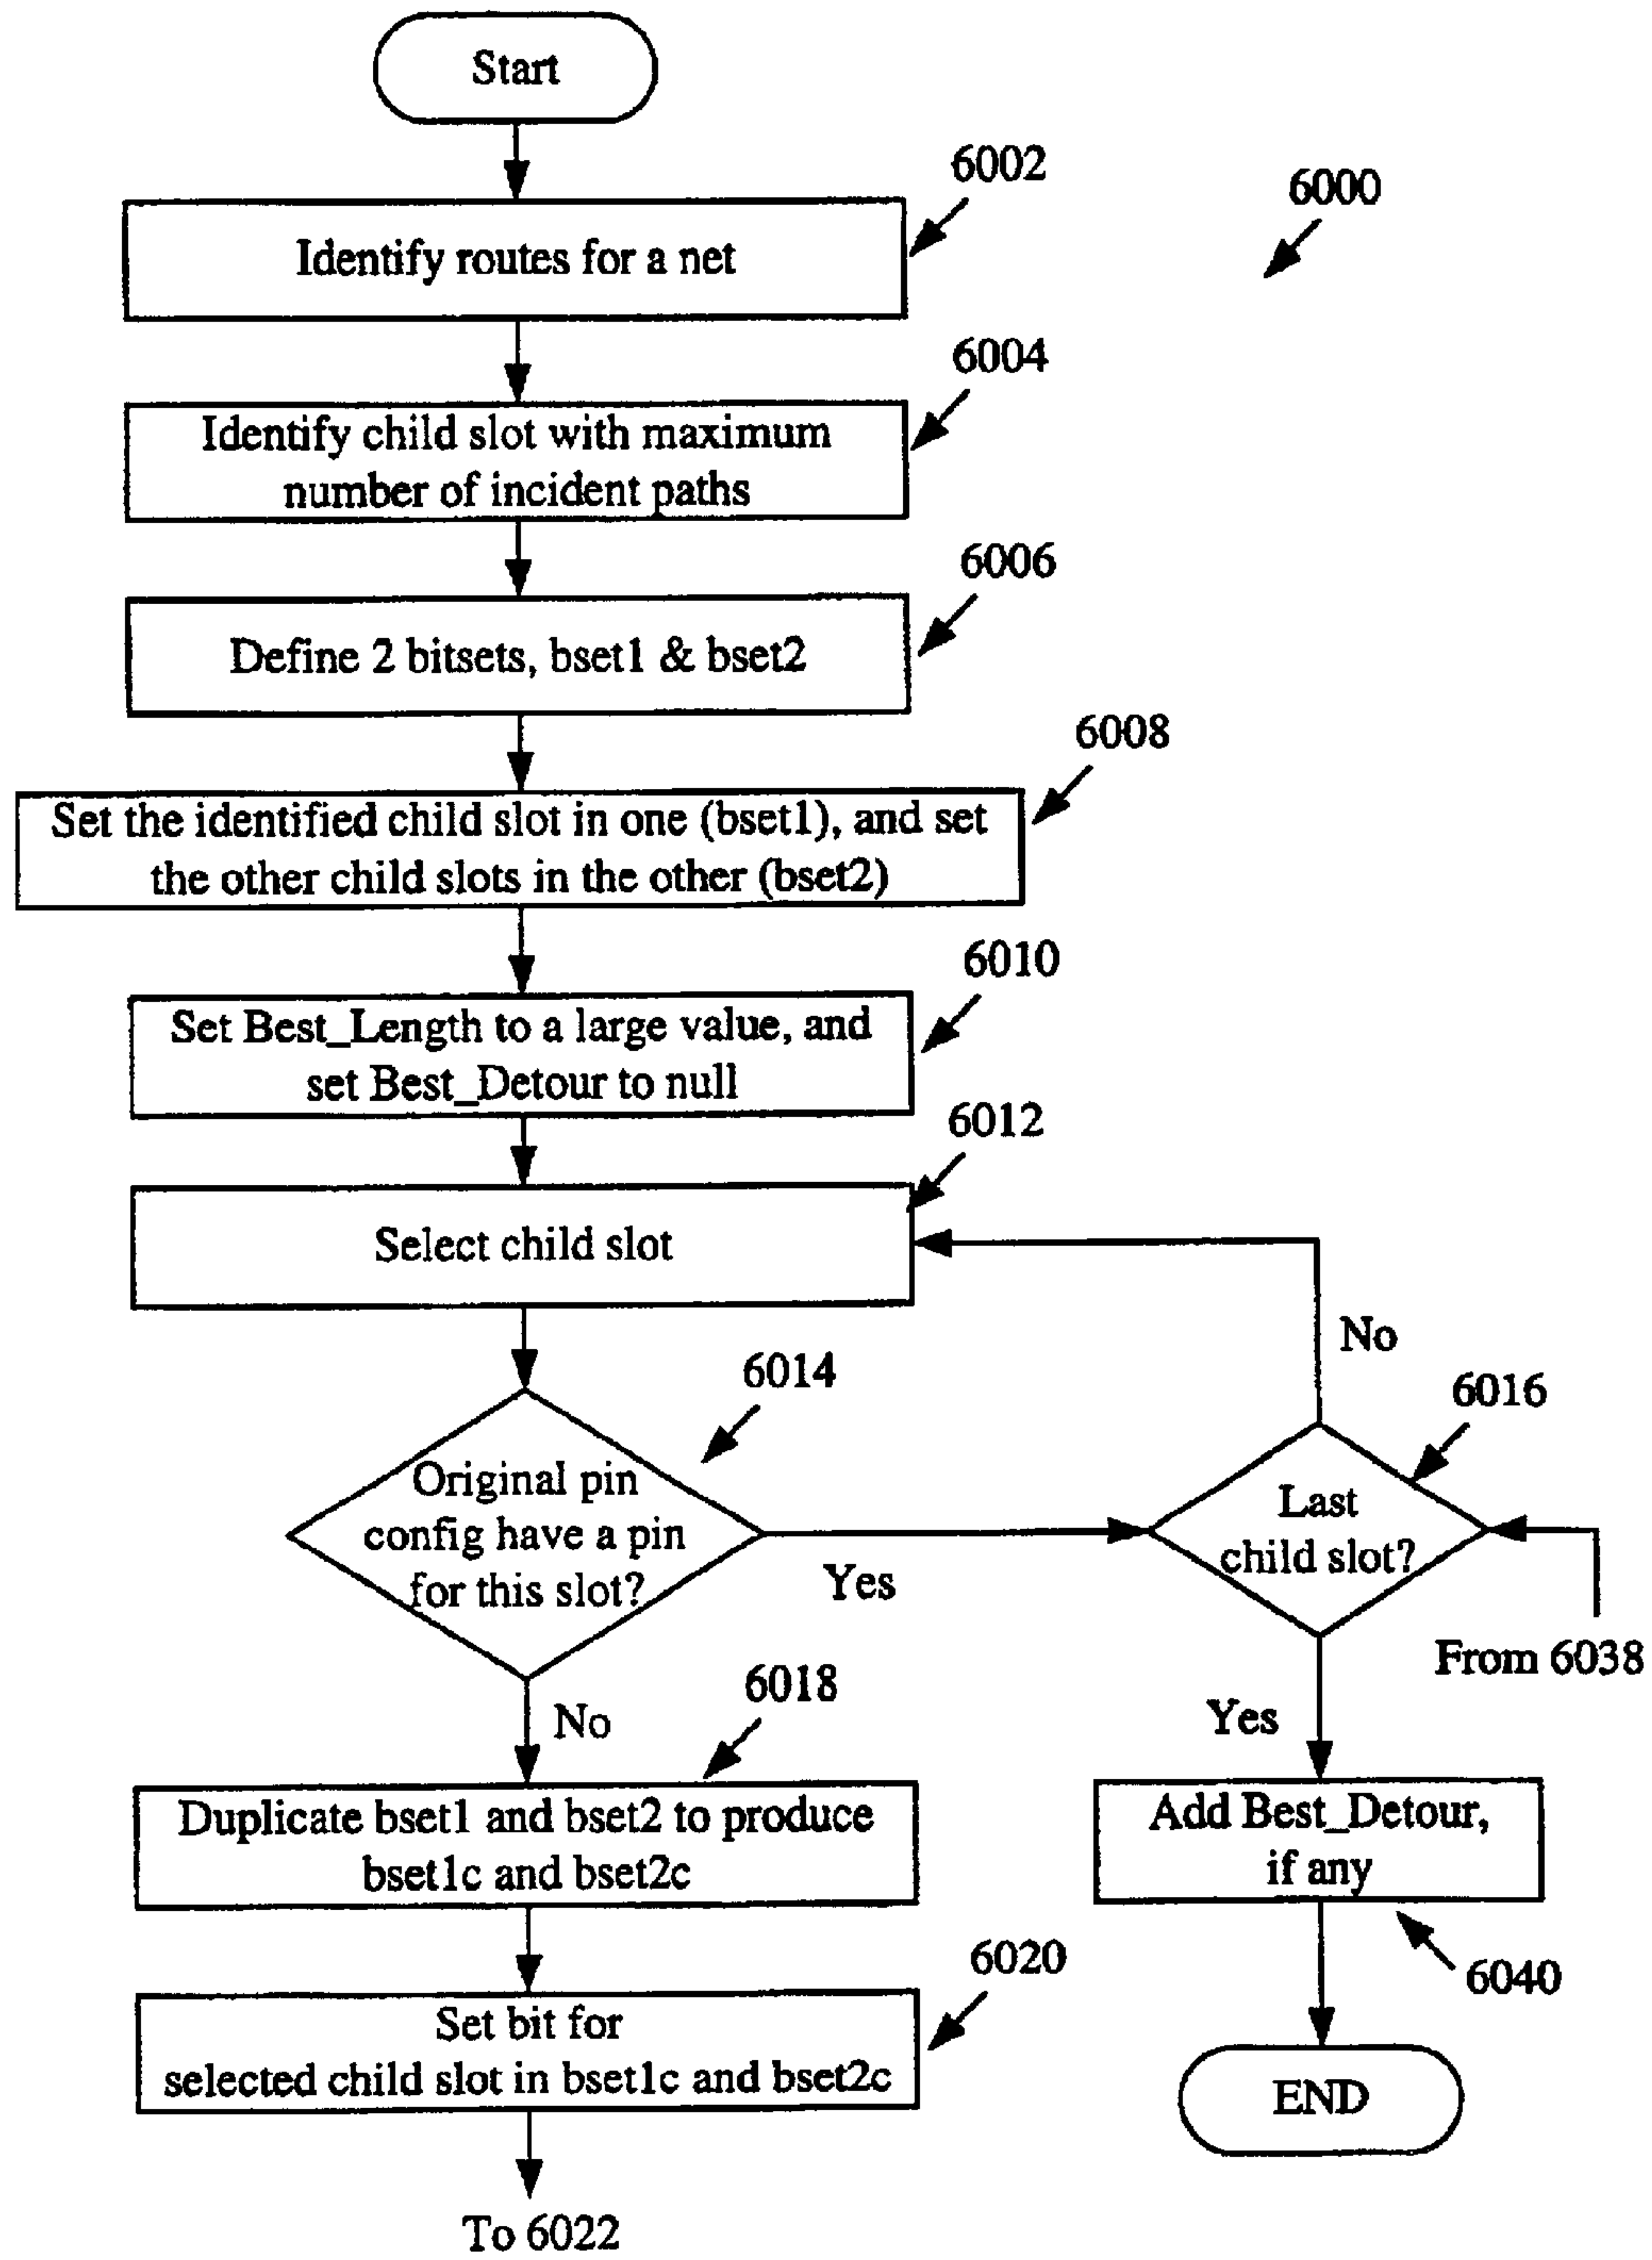 Start
6002
6000
Identify routes for a net
6004
Identify child slot with maximum
number of incident paths
6006
Define 2 bitsets, bset1 & bset2
6008
Set the identified child slot in one (bset1), and set
the other child slots in the other (bset2)
6010
Set Best_Length to a large value, and
set Best_Detour to null
6012
Select child slot
No
6014
6016
Original pin
config have a pin
for this slot?
Yes
Last
child slot?
From 6038
6018
No
Yes
Duplicate bset1 and bset2 to produce
bset1c and bset2c
Add Best_Detour,
if any
6020
6040
Set bit for
selected child slot in bset1c and bset2c
END
To 6022